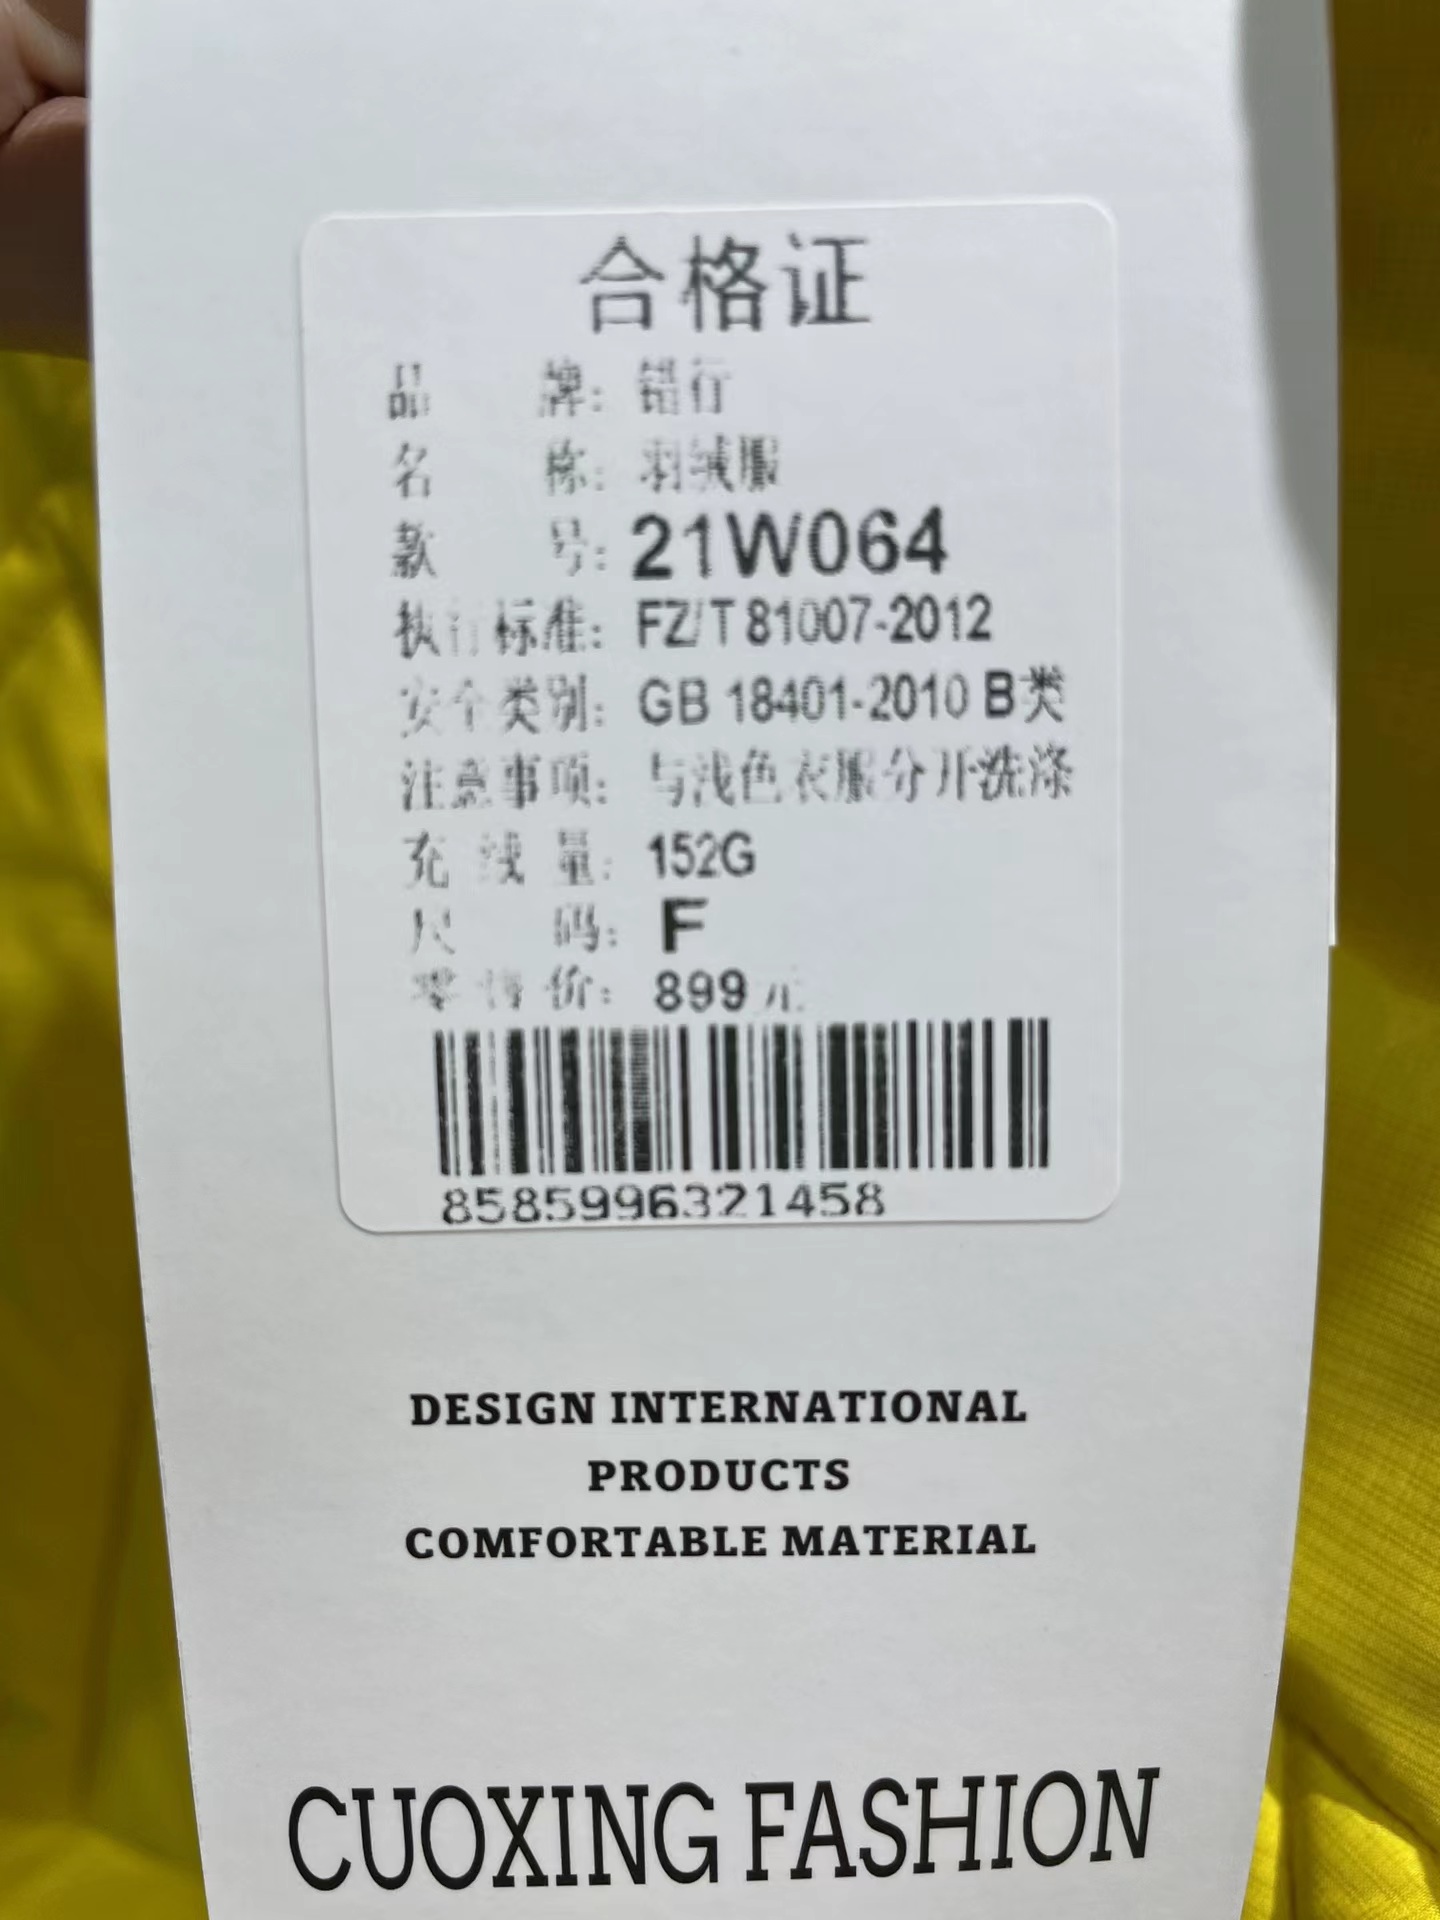 合格证
品 牌: 错行
名 称: 羽绒服
款 号: 21W064
执行标准: FZ/T 81007-2012
安全类别: GB 18401-2010 B类
注意事项: 与浅色衣服分开洗涤
充绒量: 152G
尺 码: F
零售价: 899元
8585996321458
DESIGN INTERNATIONAL
PRODUCTS
COMFORTABLE MATERIAL
CUOXING FASHION